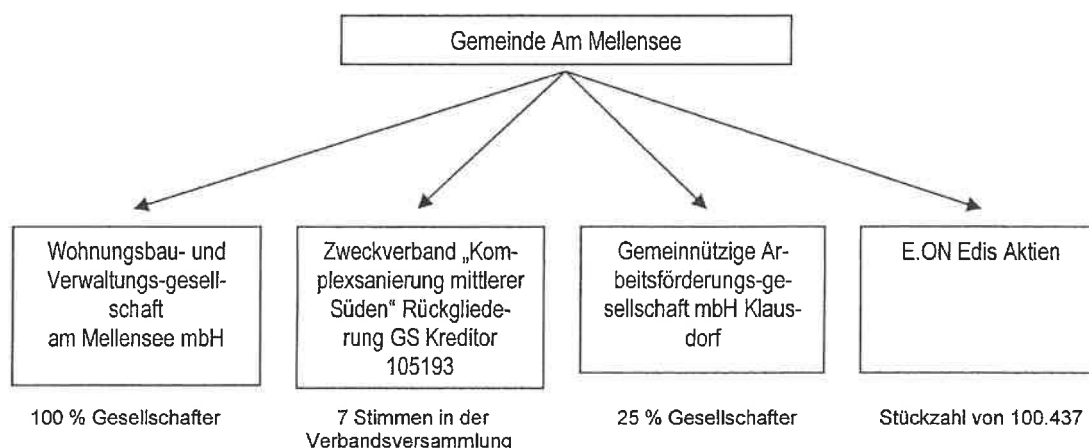 Gemeinde Am Mellensee
Wohnungsbau- und
Verwaltungs-gesell-
schaft
am Mellensee mbH
100 % Gesellschafter
Zweckverband „Kom-
plexsanierung mittlerer
Süden“ Rückgliede-
rung GS Kreditor
105193
7 Stimmen in der
Verbandsversammlung
Gemeinnützige Ar-
beitsförderungs-ge-
sellschaft mbH Klaus-
dorf
25 % Gesellschafter
E.ON Edis Aktien
Stückzahl von 100.437